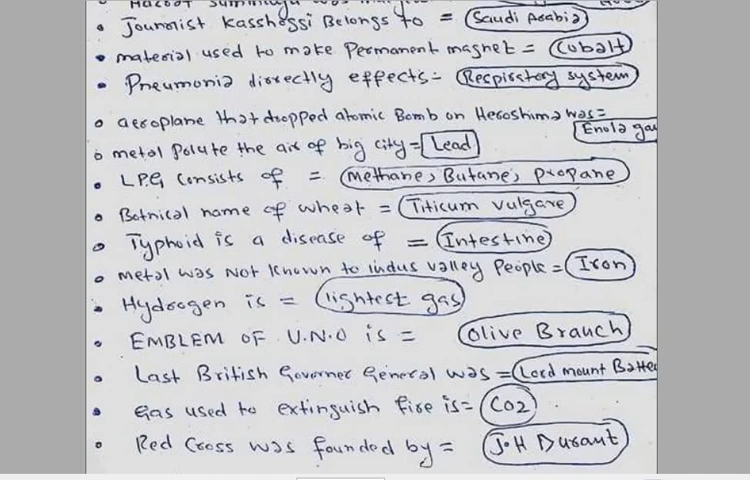 • Jounrlist Kasshoggi Belongs to = Saudi Arabia
• material used to make Permanent magnet = Cobalt
• Pneumonia dirrectly effects = Respiratory system
• aeroplane that dropped atomic Bomb on Heroshima was =
Enola gay
• metal Polute the air of big city = Lead
• L.P.G Consists of = Methane, Butane, propane
• Botnical name of wheat = Titicum vulgare
• Typhoid is a disease of = Intestine
• metal was Not Known to indus valley People = Iron
• Hydrogen is = lightest gas
• EMBLEM OF U.N.O is = Olive Branch
• Last British Governer General was = Lord mount Batten
• Gas used to extinguish fire is = CO2
• Red Cross was founded by = J.H Durant